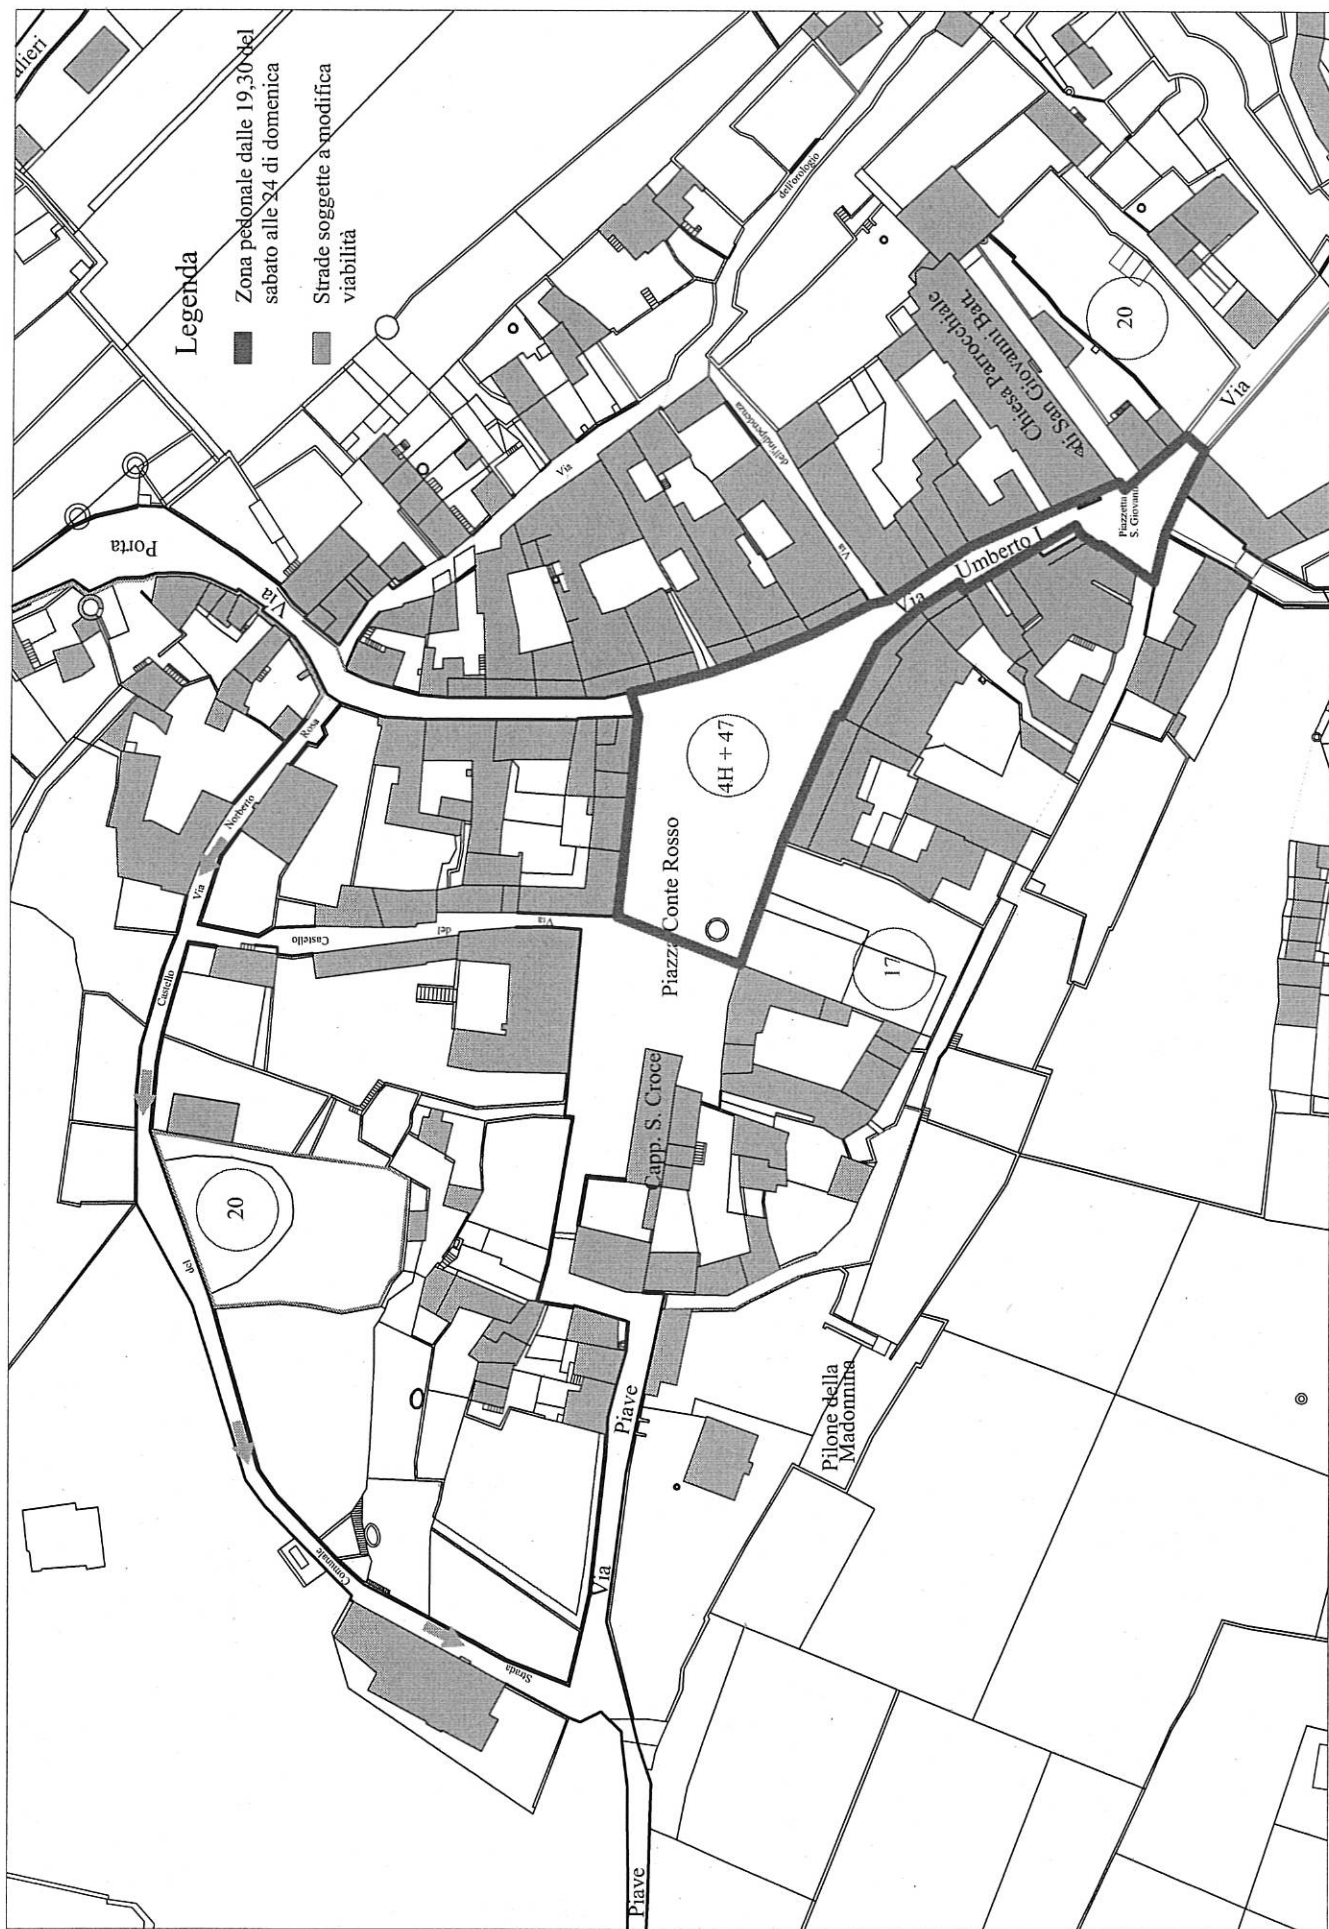 alieri
Legenda
Zona pedonale dalle 19,30 del
sabato alle 24 di domenica
Strade soggette a modifica
viabilità
Porta
Via
Via
dell'orologio
Via
Norberto
Rosa
Via
dell'indipendenza
Chiesa Parrocchiale
di San Giovanni Batt.
20
Via
Piazzetta
S. Giovanni
Via
Umberto I
4H + 47
Piazza Conte Rosso
17
Via
del
Castello
Capp. S. Croce
Strada
Comunale
del
Castello
20
Via
Piave
Piave
Pilone della
Madonnina